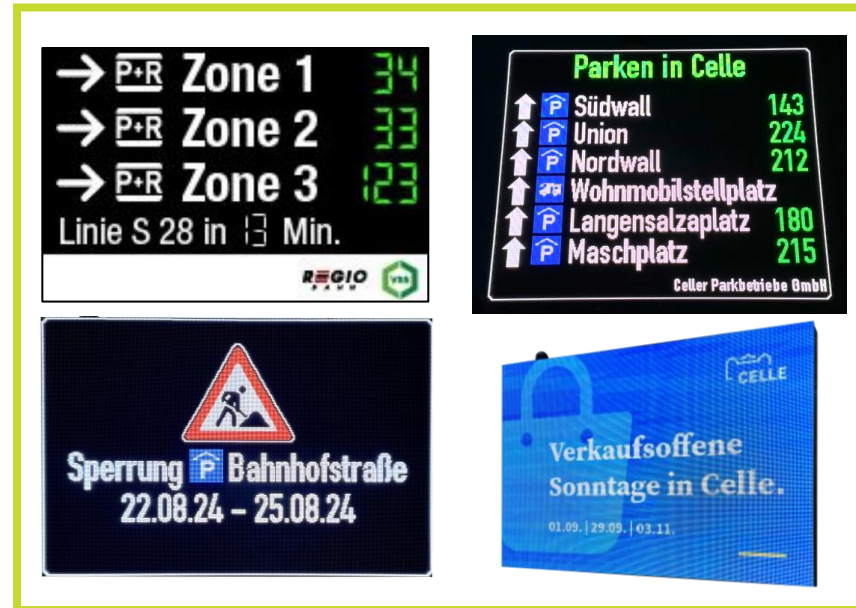 → P+R Zone 1 34
→ P+R Zone 2 33
→ P+R Zone 3 123
Linie S 28 in 13 Min.
REGIO
BAHN
VRR
Parken in Celle
↑ P Südwall 143
↑ P Union 224
↑ P Nordwall 212
↑ Wohnmobilstellplatz
↑ P Langensalzaplatz 180
↑ P Maschplatz 215
Celler Parkbetriebe GmbH
Sperrung P Bahnhofstraße
22.08.24 – 25.08.24
CELLE
Verkaufsoffene
Sonntage in Celle.
01.09. | 29.09. | 03.11.